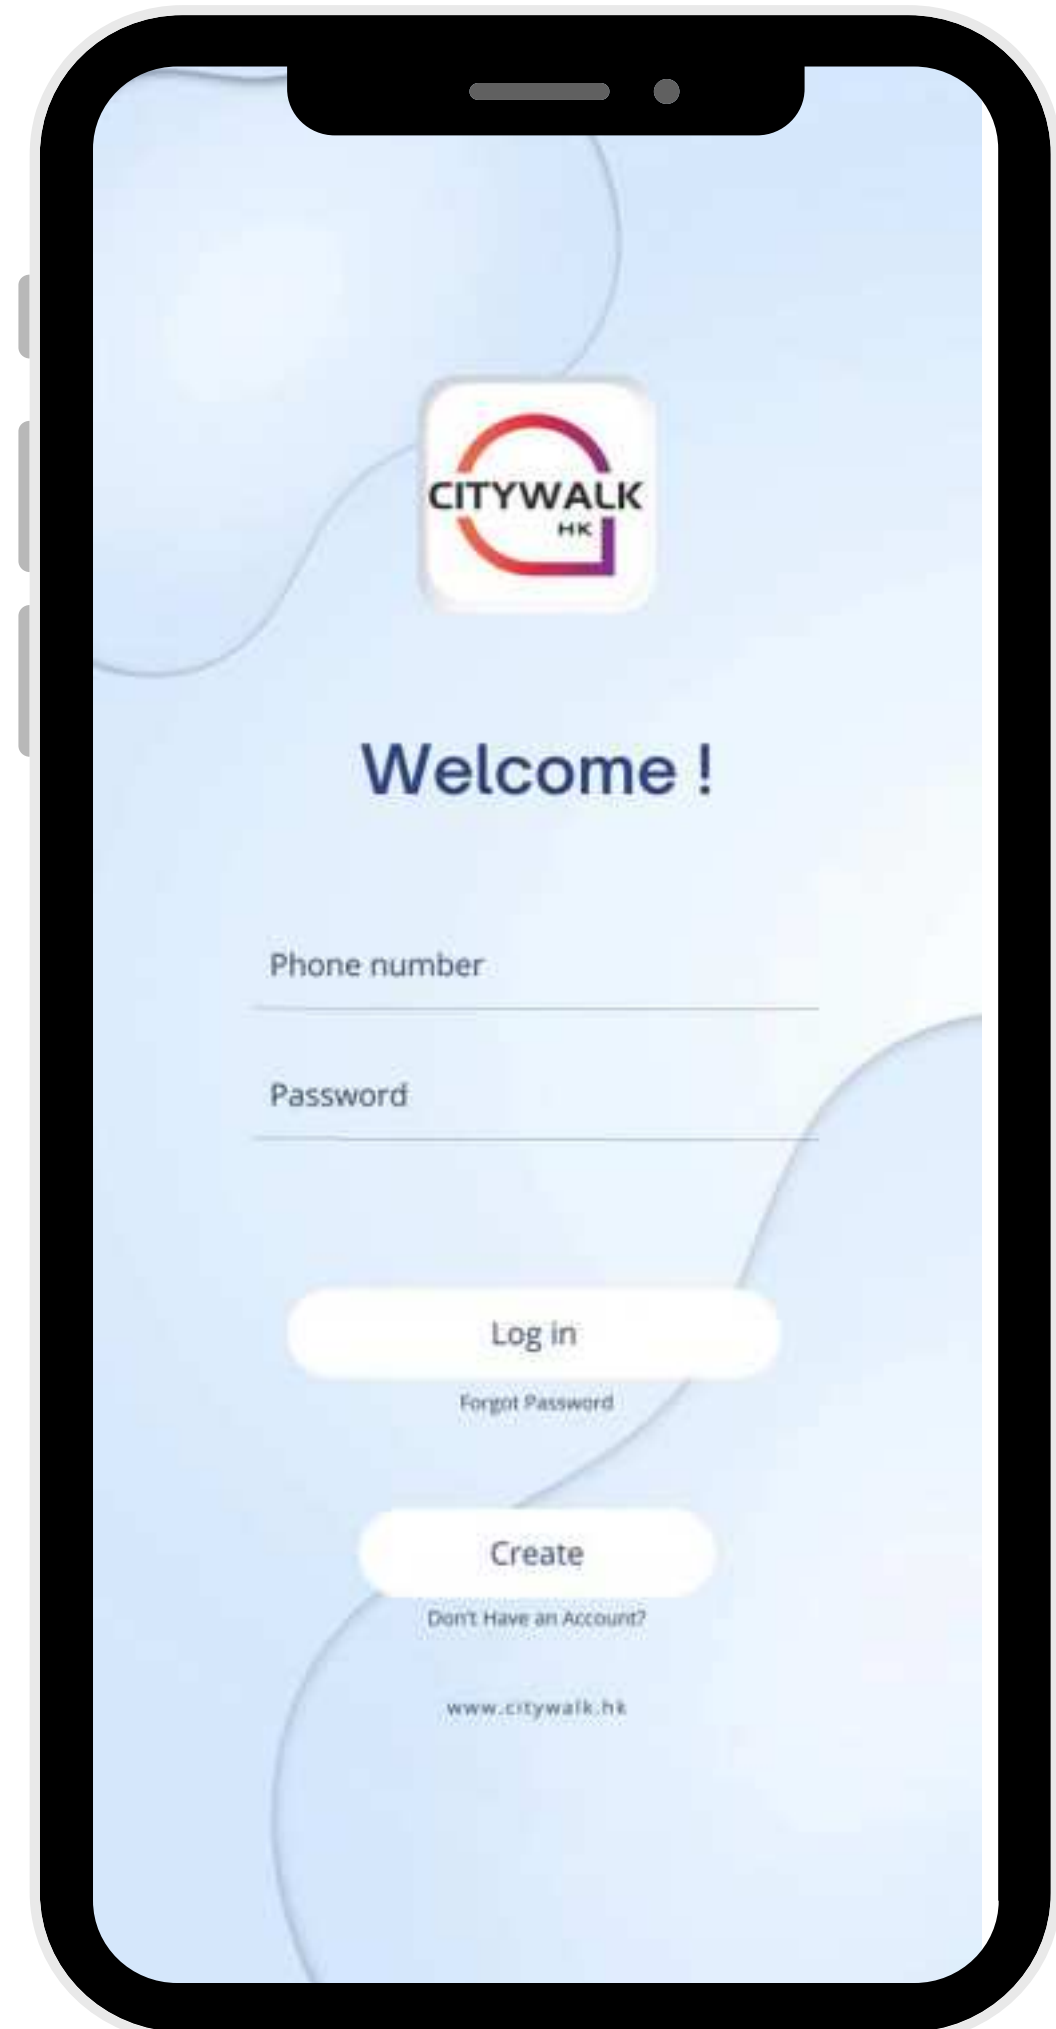 CITYWALK
HK
Welcome !
Phone number
Password
Log in
Forgot Password
Create
Don't Have an Account?
www.citywalk.hk